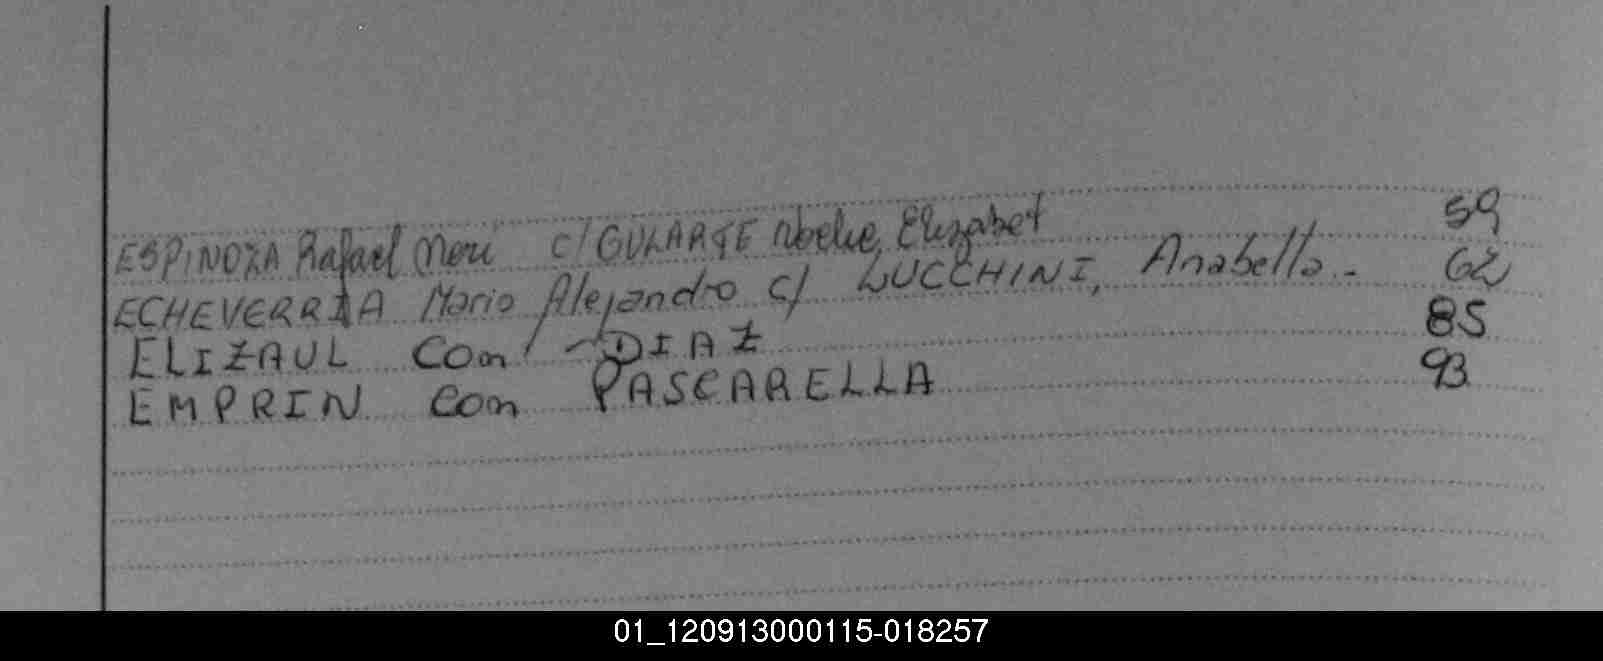 ESPINOZA Rafael Neri c/ GULARTE Noelie, Elizabet 59
ECHEVERRIA Mario Alejandro c/ LUCCHINI, Anabella.- 62
ELIZAUL Con DIAZ 85
EMPRIN Con PASCARELLA 93
01_120913000115-018257